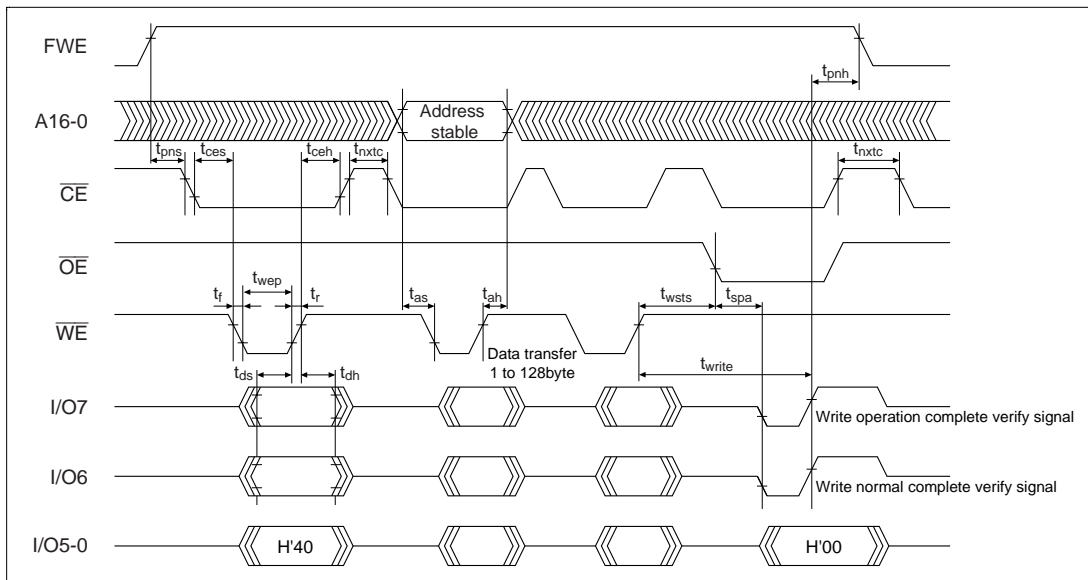 FWE
tpnh
A16-0
Address
stable
tpns
tces
tceh
tnxtc
tnxtc
CE
OE
twep
tf
tr
tas
tah
twsts
tspa
WE
Data transfer
1 to 128byte
twrite
tds
tdh
I/O7
Write operation complete verify signal
I/O6
Write normal complete verify signal
I/O5-0
H'40
H'00